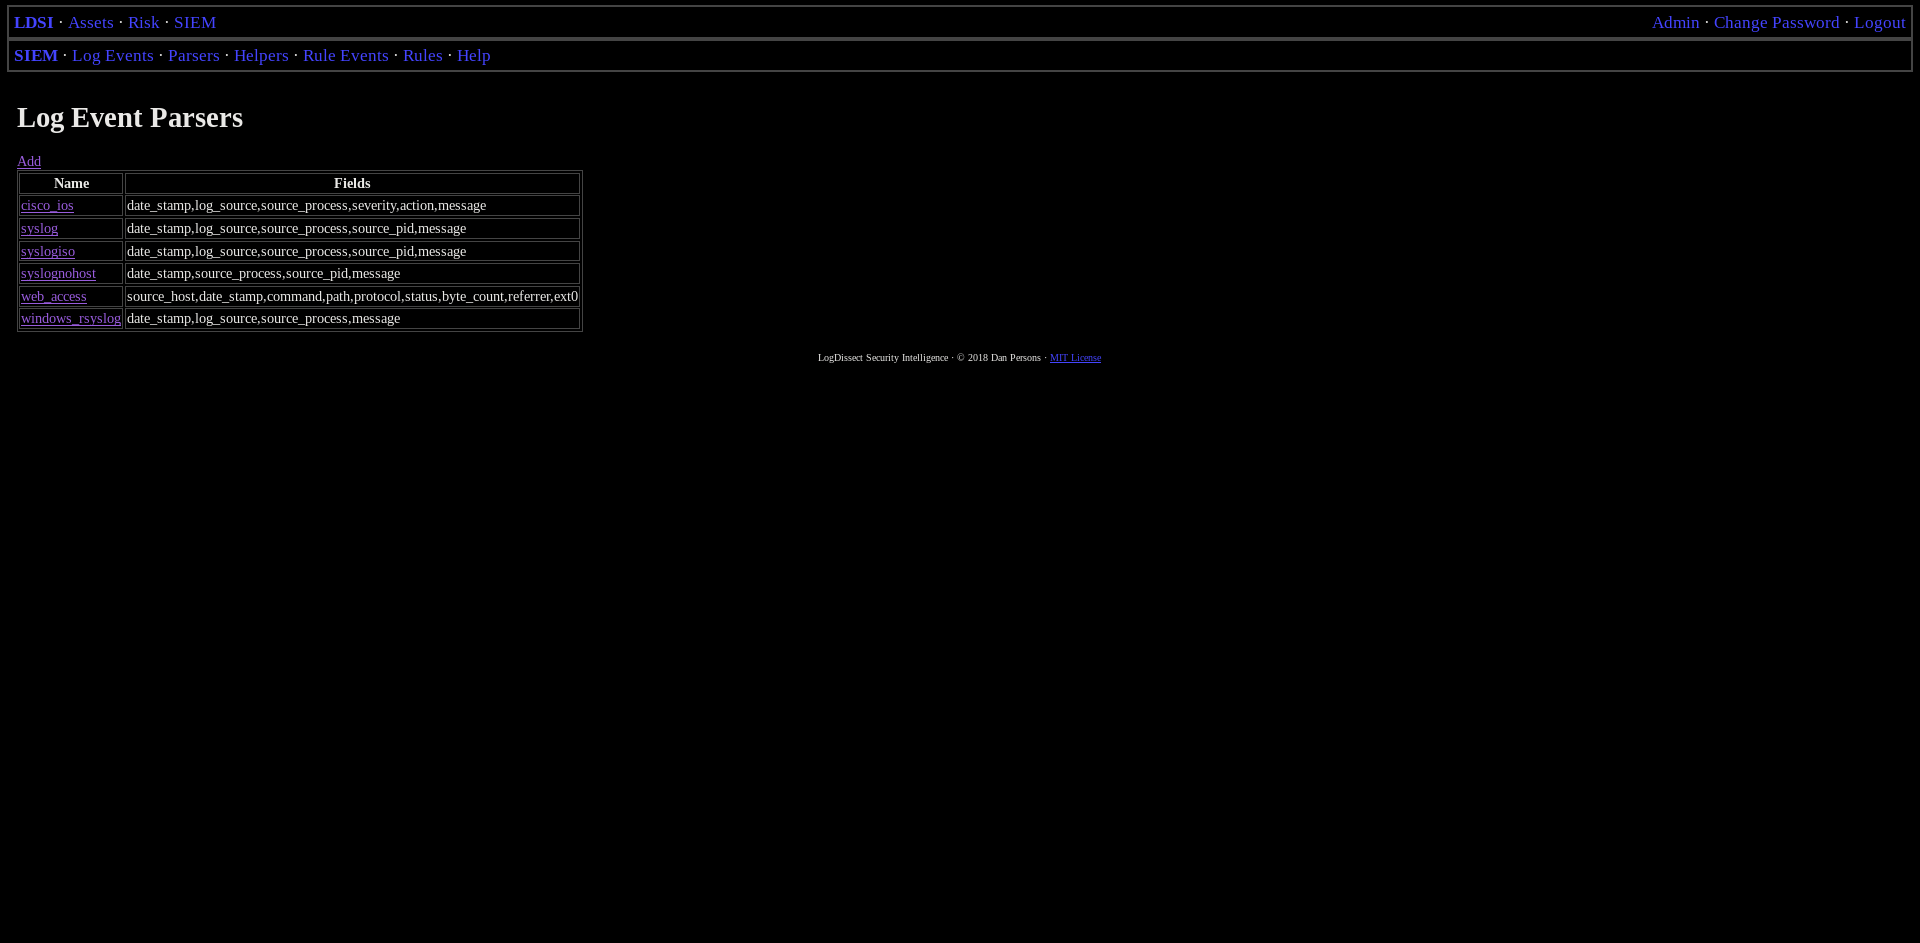 LDSI · Assets · Risk · SIEM Admin · Change Password · Logout
SIEM · Log Events · Parsers · Helpers · Rule Events · Rules · Help
Log Event Parsers
Add
Name Fields
cisco_ios date_stamp,log_source,source_process,severity,action,message
syslog date_stamp,log_source,source_process,source_pid,message
syslogiso date_stamp,log_source,source_process,source_pid,message
syslognohost date_stamp,source_process,source_pid,message
web_access source_host,date_stamp,command,path,protocol,status,byte_count,referrer,ext0
windows_rsyslog date_stamp,log_source,source_process,message
LogDissect Security Intelligence · © 2018 Dan Persons · MIT License